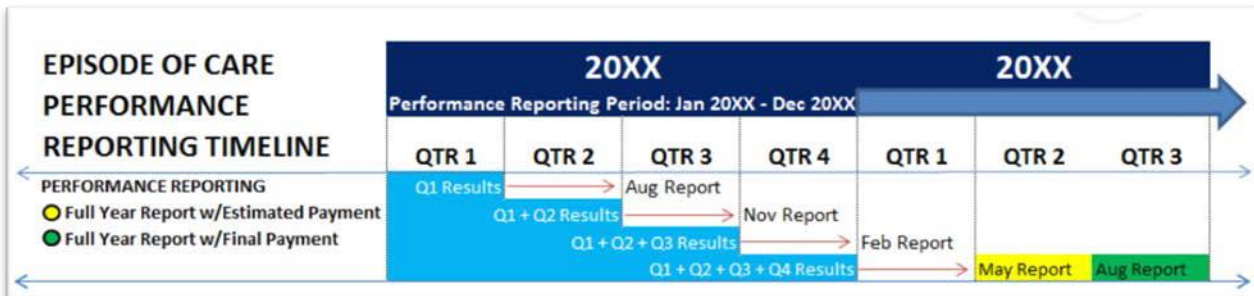 EPISODE OF CARE
PERFORMANCE
REPORTING TIMELINE
20XX
20XX
Performance Reporting Period: Jan 20XX - Dec 20XX
QTR 1
QTR 2
QTR 3
QTR 4
QTR 1
QTR 2
QTR 3
PERFORMANCE REPORTING
Full Year Report w/Estimated Payment
Full Year Report w/Final Payment
Q1 Results
Aug Report
Q1 + Q2 Results
Nov Report
Q1 + Q2 + Q3 Results
Feb Report
Q1 + Q2 + Q3 + Q4 Results
May Report
Aug Report